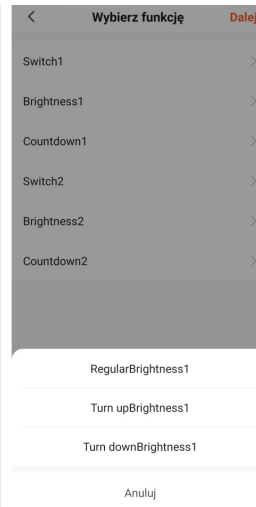 Wybierz funkcję Dalej
Switch1
Brightness1
Countdown1
Switch2
Brightness2
Countdown2
RegularBrightness1
Turn upBrightness1
Turn downBrightness1
Anuluj